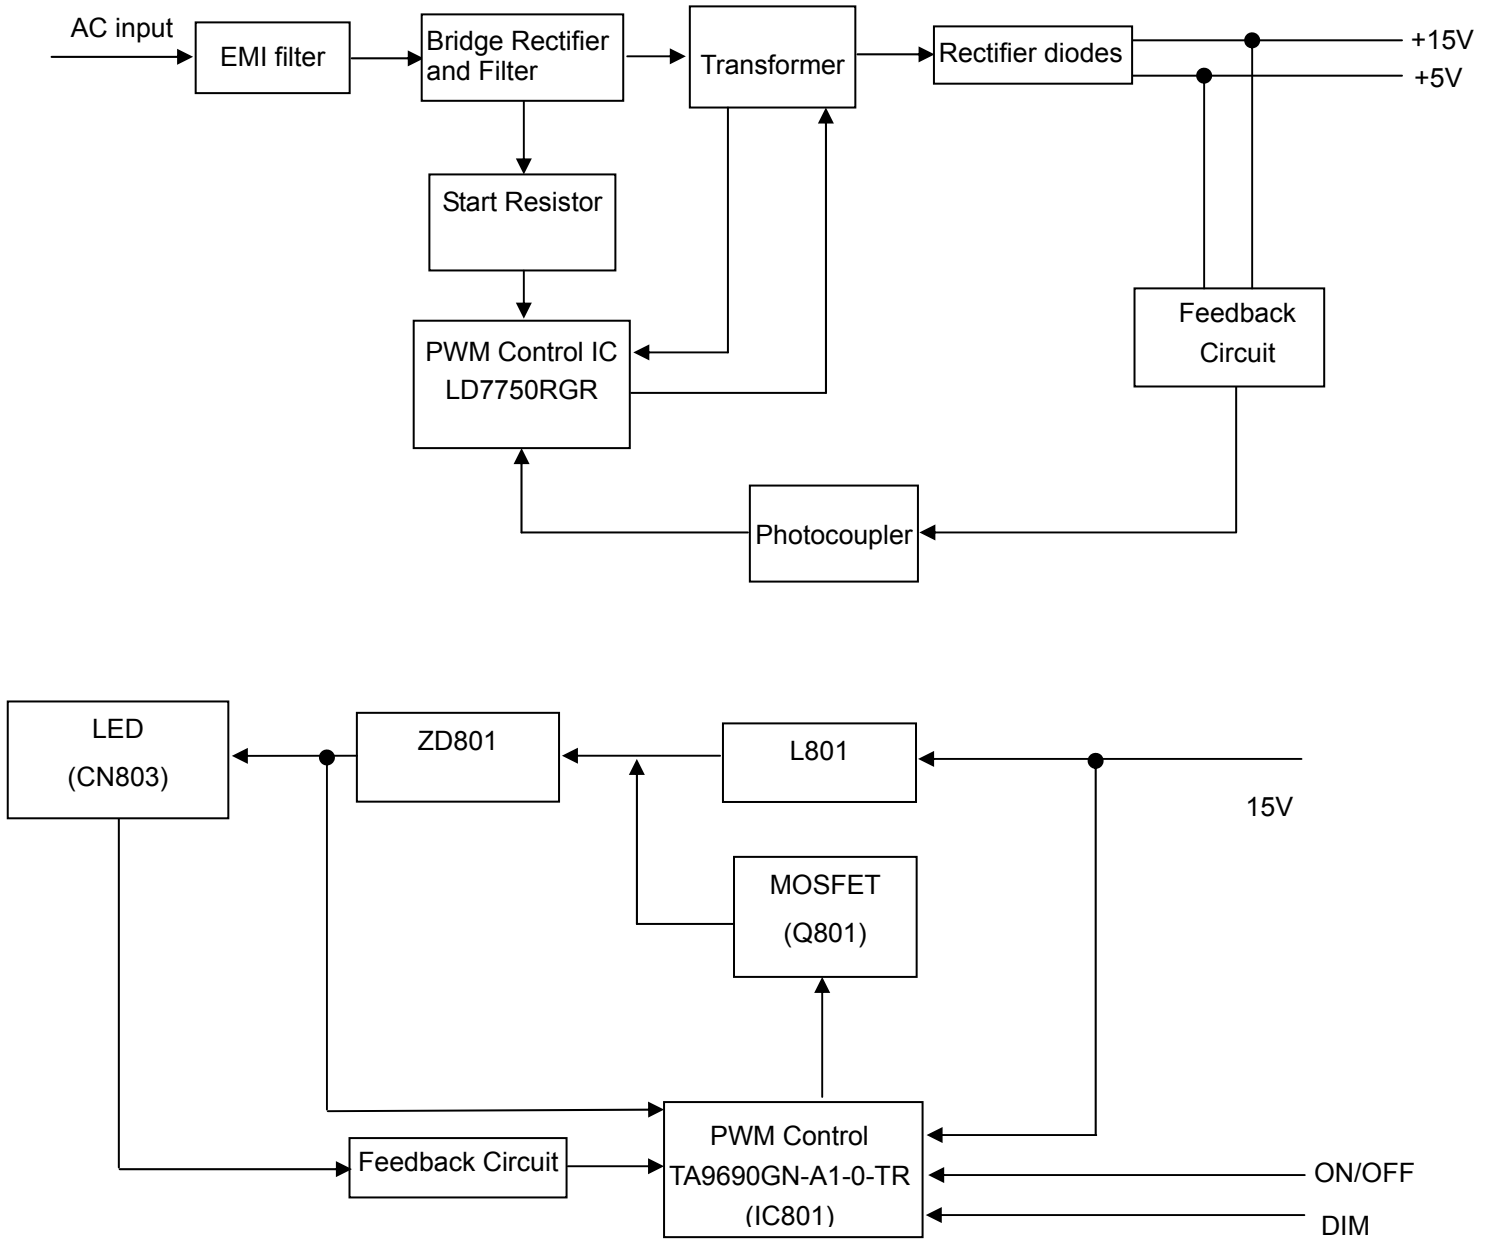 AC input
EMI filter
Bridge Rectifier
and Filter
Transformer
Rectifier diodes
+15V
+5V
Start Resistor
PWM Control IC
LD7750RGR
Feedback
Circuit
Photocoupler
LED
(CN803)
ZD801
L801
15V
MOSFET
(Q801)
Feedback Circuit
PWM Control
TA9690GN-A1-0-TR
(IC801)
ON/OFF
DIM